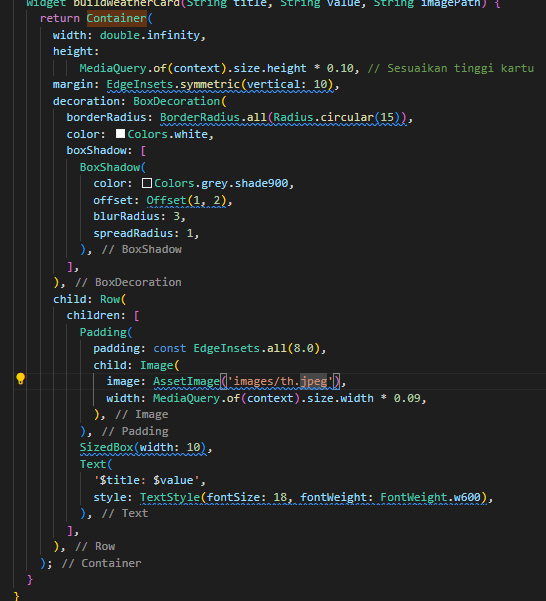 Widget buildWeatherCard(String title, String value, String imagePath) {
return Container(
width: double.infinity,
height:
MediaQuery.of(context).size.height * 0.10, // Sesuaikan tinggi kartu
margin: EdgeInsets.symmetric(vertical: 10),
decoration: BoxDecoration(
borderRadius: BorderRadius.all(Radius.circular(15)),
color: Colors.white,
boxShadow: [
BoxShadow(
color: Colors.grey.shade900,
offset: Offset(1, 2),
blurRadius: 3,
spreadRadius: 1,
), // BoxShadow
],
), // BoxDecoration
child: Row(
children: [
Padding(
padding: const EdgeInsets.all(8.0),
child: Image(
image: AssetImage('images/th.jpeg'),
width: MediaQuery.of(context).size.width * 0.09,
), // Image
), // Padding
SizedBox(width: 10),
Text(
'$title: $value',
style: TextStyle(fontSize: 18, fontWeight: FontWeight.w600),
), // Text
],
), // Row
); // Container
}
}